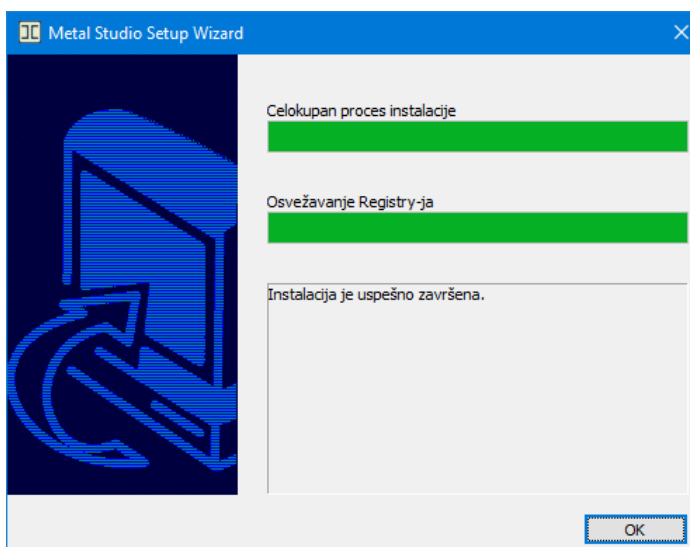 Metal Studio Setup Wizard
Celokupan proces instalacije
Osvežavanje Registry-ja
Instalacija je uspešno završena.
OK